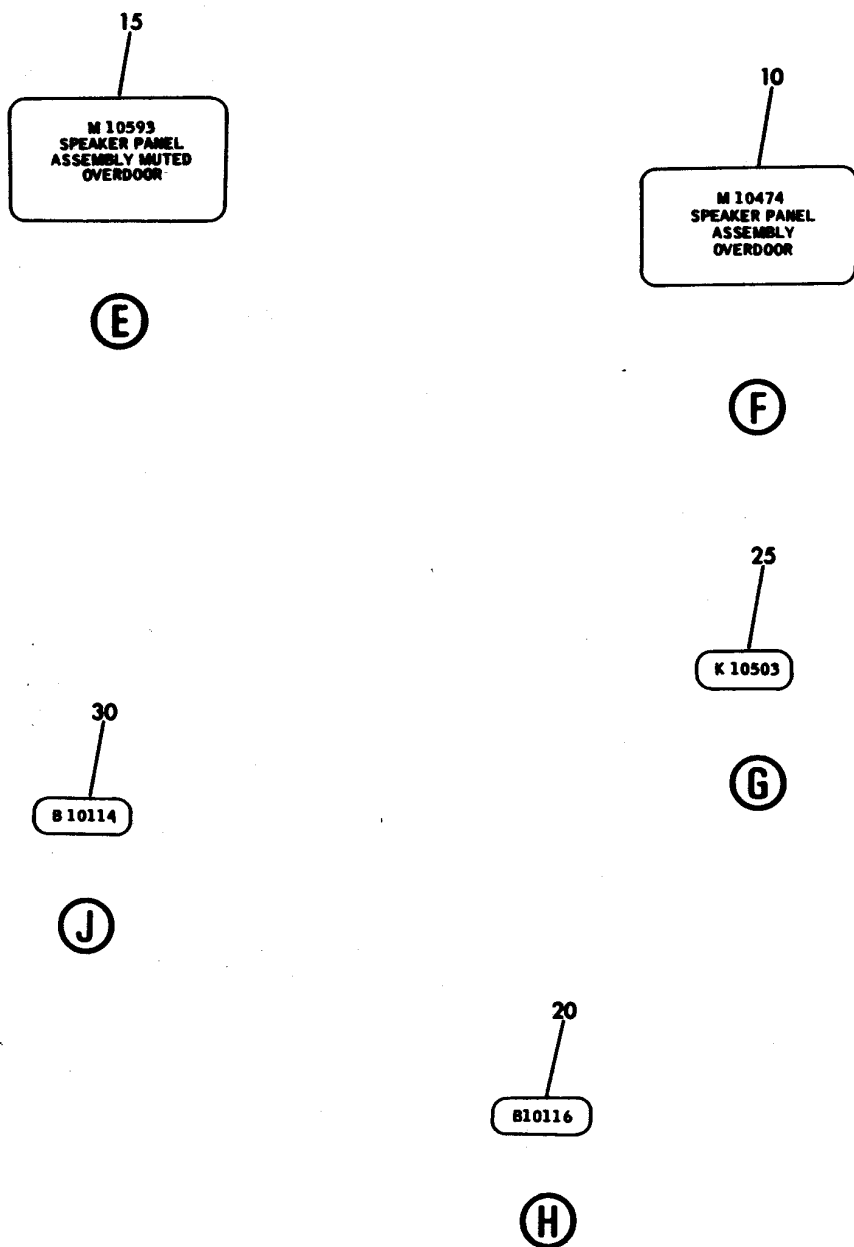 15
M 10593
SPEAKER PANEL
ASSEMBLY MUTED
OVERDOOR
E
10
M 10474
SPEAKER PANEL
ASSEMBLY
OVERDOOR
F
25
K 10503
G
30
B 10114
J
20
B10116
H